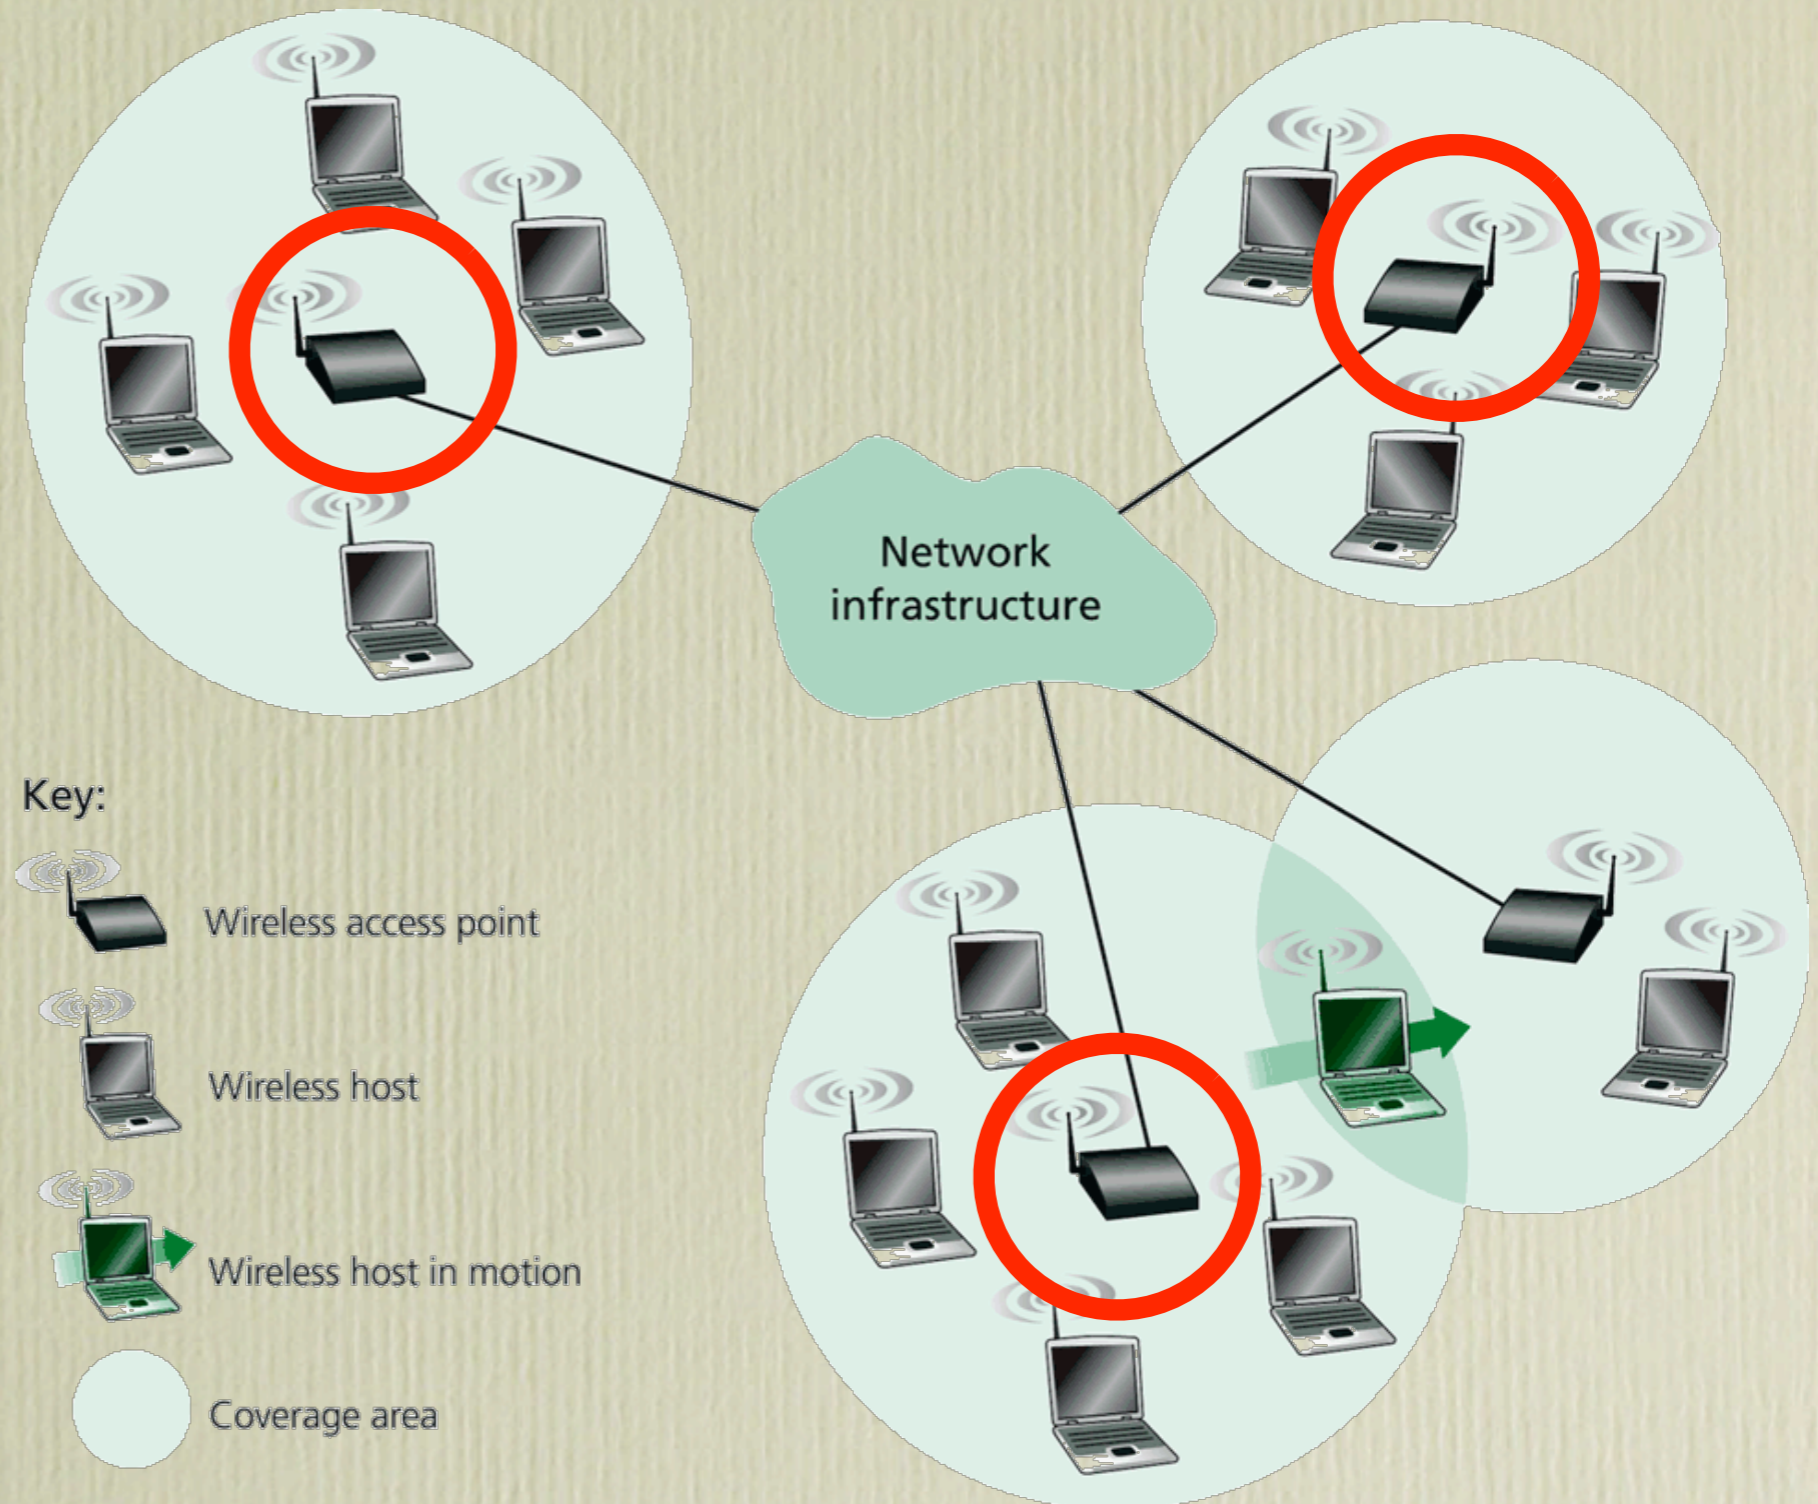 Network
infrastructure
Key:
Wireless access point
Wireless host
Wireless host in motion
Coverage area